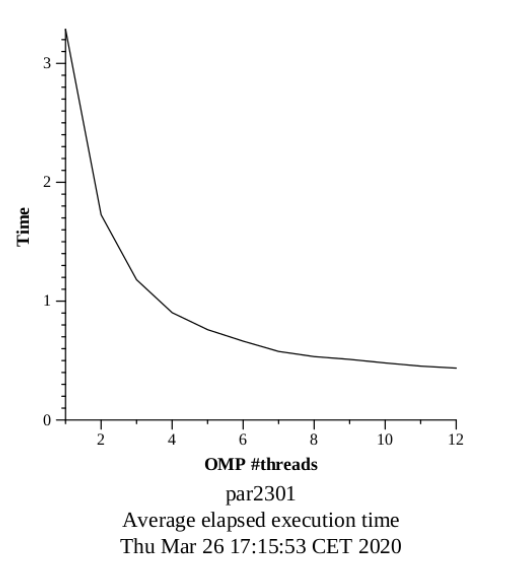 3
2
1
0
Time
2 4 6 8 10 12
OMP #threads
par2301
Average elapsed execution time
Thu Mar 26 17:15:53 CET 2020